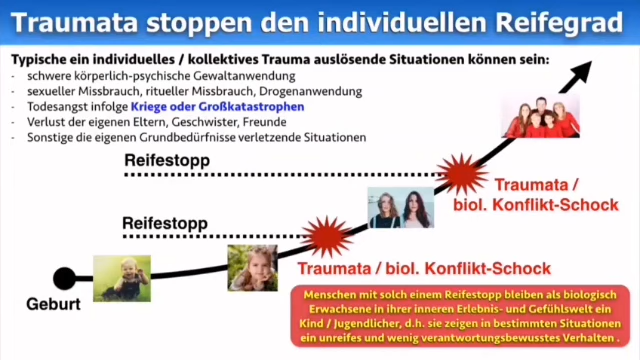 Traumata stoppen den individuellen Reifegrad
Typische ein individuelles / kollektives Trauma auslösende Situationen können sein:
- schwere körperlich-psychische Gewaltanwendung
- sexueller Missbrauch, ritueller Missbrauch, Drogenanwendung
- Todesangst infolge Kriege oder Großkatastrophen
- Verlust der eigenen Eltern, Geschwister, Freunde
- Sonstige die eigenen Grundbedürfnisse verletzende Situationen
Reifestopp
Traumata /
biol. Konflikt-Schock
Reifestopp
Traumata / biol. Konflikt-Schock
Geburt
Menschen mit solch einem Reifestopp bleiben als biologisch
Erwachsene in ihrer inneren Erlebnis- und Gefühlswelt ein
Kind / Jugendlicher, d.h. sie zeigen in bestimmten Situationen
ein unreifes und wenig verantwortungsbewusstes Verhalten .